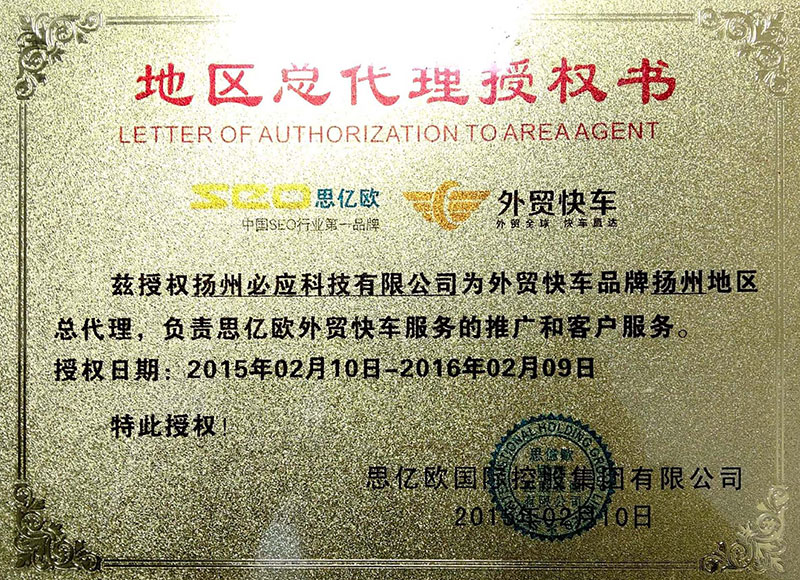 地区总代理授权书
LETTER OF AUTHORIZATION TO AREA AGENT
SEO思亿欧 外贸快车
中国SEO行业第一品牌 外贸全球 快车直达
兹授权扬州必应科技有限公司为外贸快车品牌扬州地区
总代理，负责思亿欧外贸快车服务的推广和客户服务。
授权日期：2015年02月10日-2016年02月09日
特此授权！
思亿欧国际控股集团有限公司
2015年02月10日
思亿欧